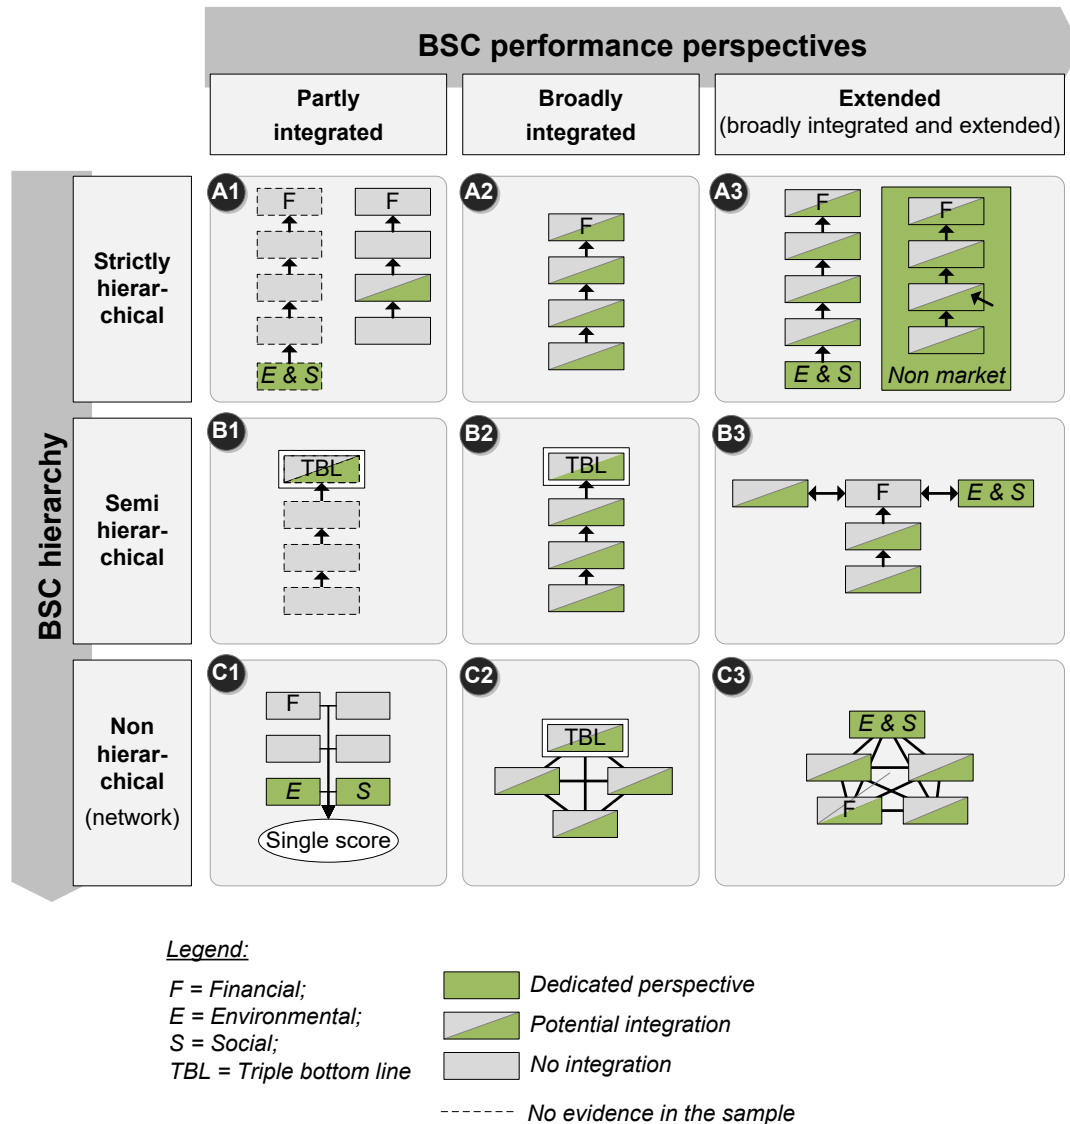 BSC performance perspectives
Partly
integrated
Broadly
integrated
Extended
(broadly integrated and extended)
BSC hierarchy
Strictly
hierar-
chical
A1
F
E & S
F
A2
F
A3
F
E & S
F
Non market
Semi
hierar-
chical
B1
TBL
B2
TBL
B3
F
E & S
Non
hierar-
chical
(network)
C1
F
E
S
Single score
C2
TBL
C3
E & S
F
Legend:
F = Financial;
E = Environmental;
S = Social;
TBL = Triple bottom line
Dedicated perspective
Potential integration
No integration
No evidence in the sample